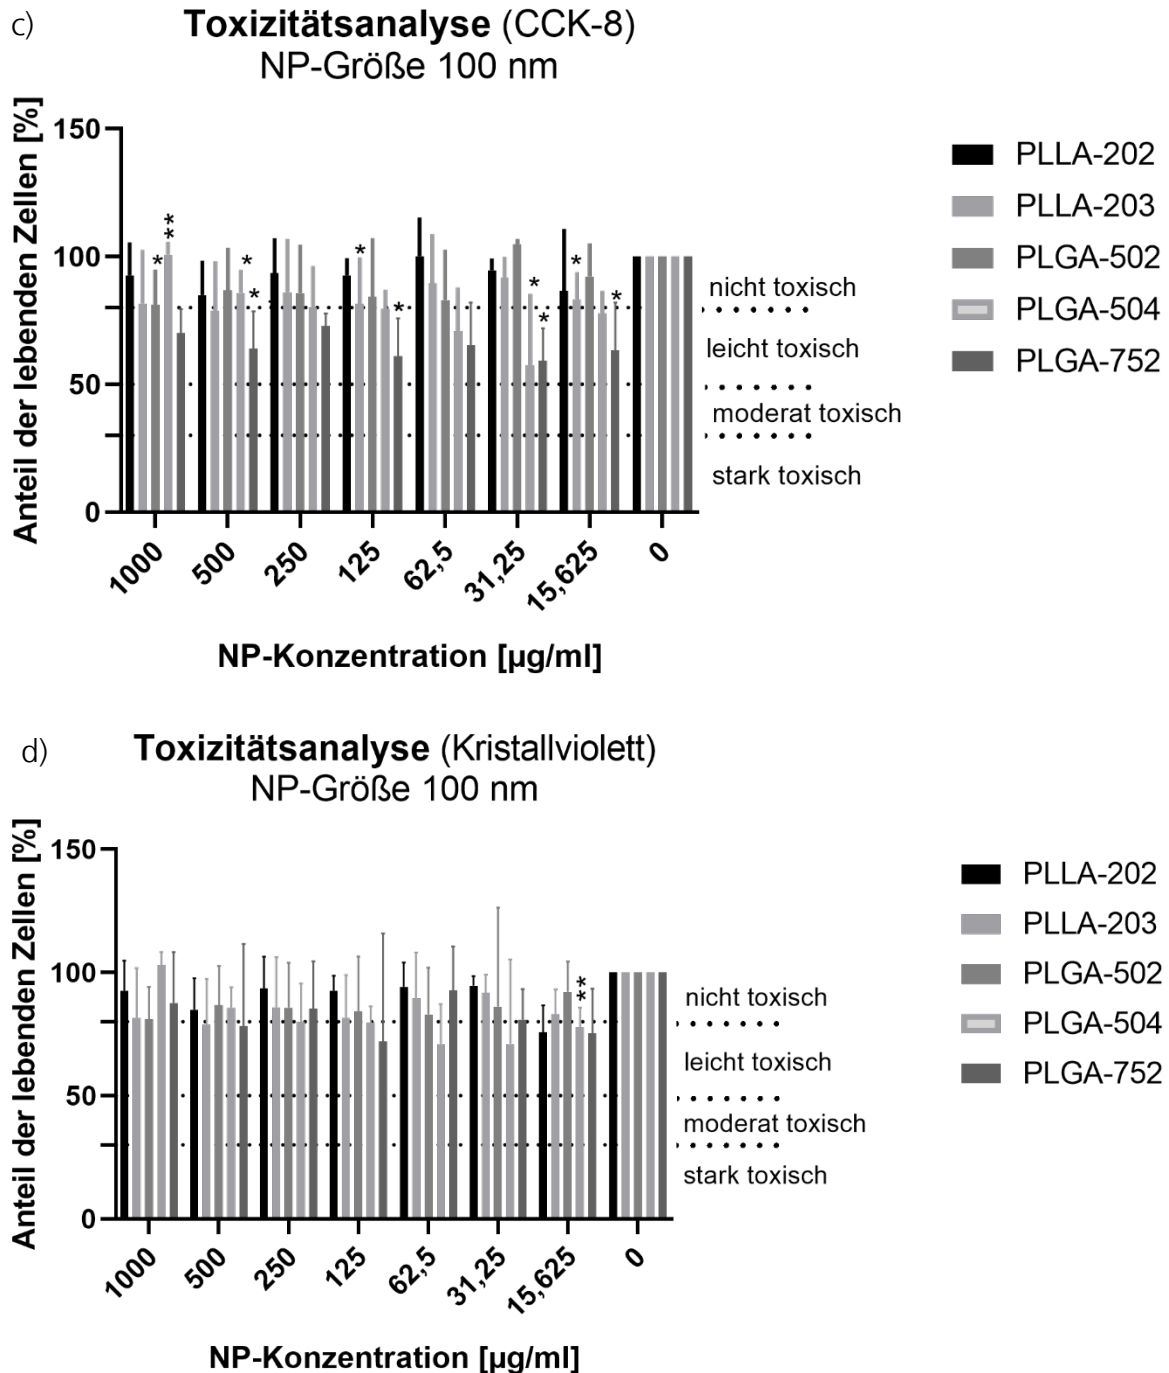 c)
Toxizitätsanalyse (CCK-8)
NP-Größe 100 nm
Anteil der lebenden Zellen [%]
150
100
50
0
* ** * * * * * * * *
nicht toxisch
leicht toxisch
moderat toxisch
stark toxisch
1000 500 250 125 62,5 31,25 15,625 0
NP-Konzentration [µg/ml]
PLLA-202
PLLA-203
PLGA-502
PLGA-504
PLGA-752
d)
Toxizitätsanalyse (Kristallviolett)
NP-Größe 100 nm
Anteil der lebenden Zellen [%]
150
100
50
0
**
nicht toxisch
leicht toxisch
moderat toxisch
stark toxisch
1000 500 250 125 62,5 31,25 15,625 0
NP-Konzentration [µg/ml]
PLLA-202
PLLA-203
PLGA-502
PLGA-504
PLGA-752